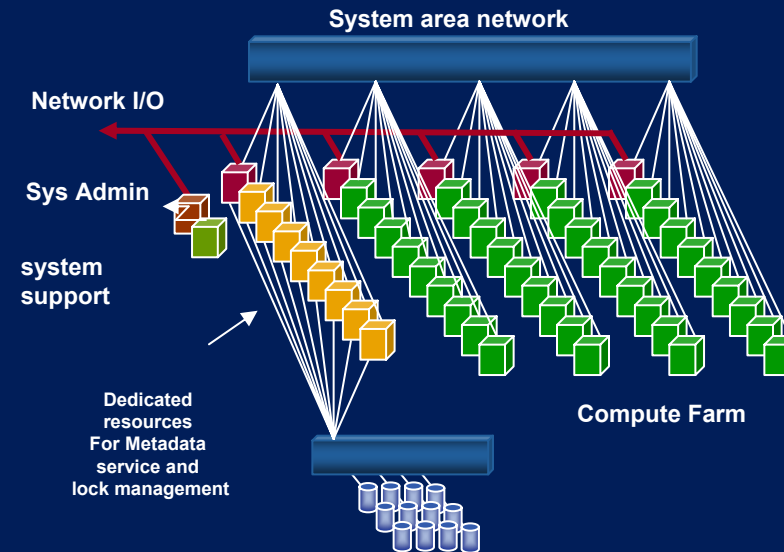 System area network
Network I/O
Sys Admin
system
support
Dedicated
resources
For Metadata
service and
lock management
Compute Farm